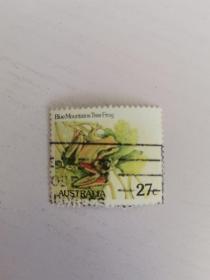 Blue Mountains Tree Frog
AUSTRALIA 27c